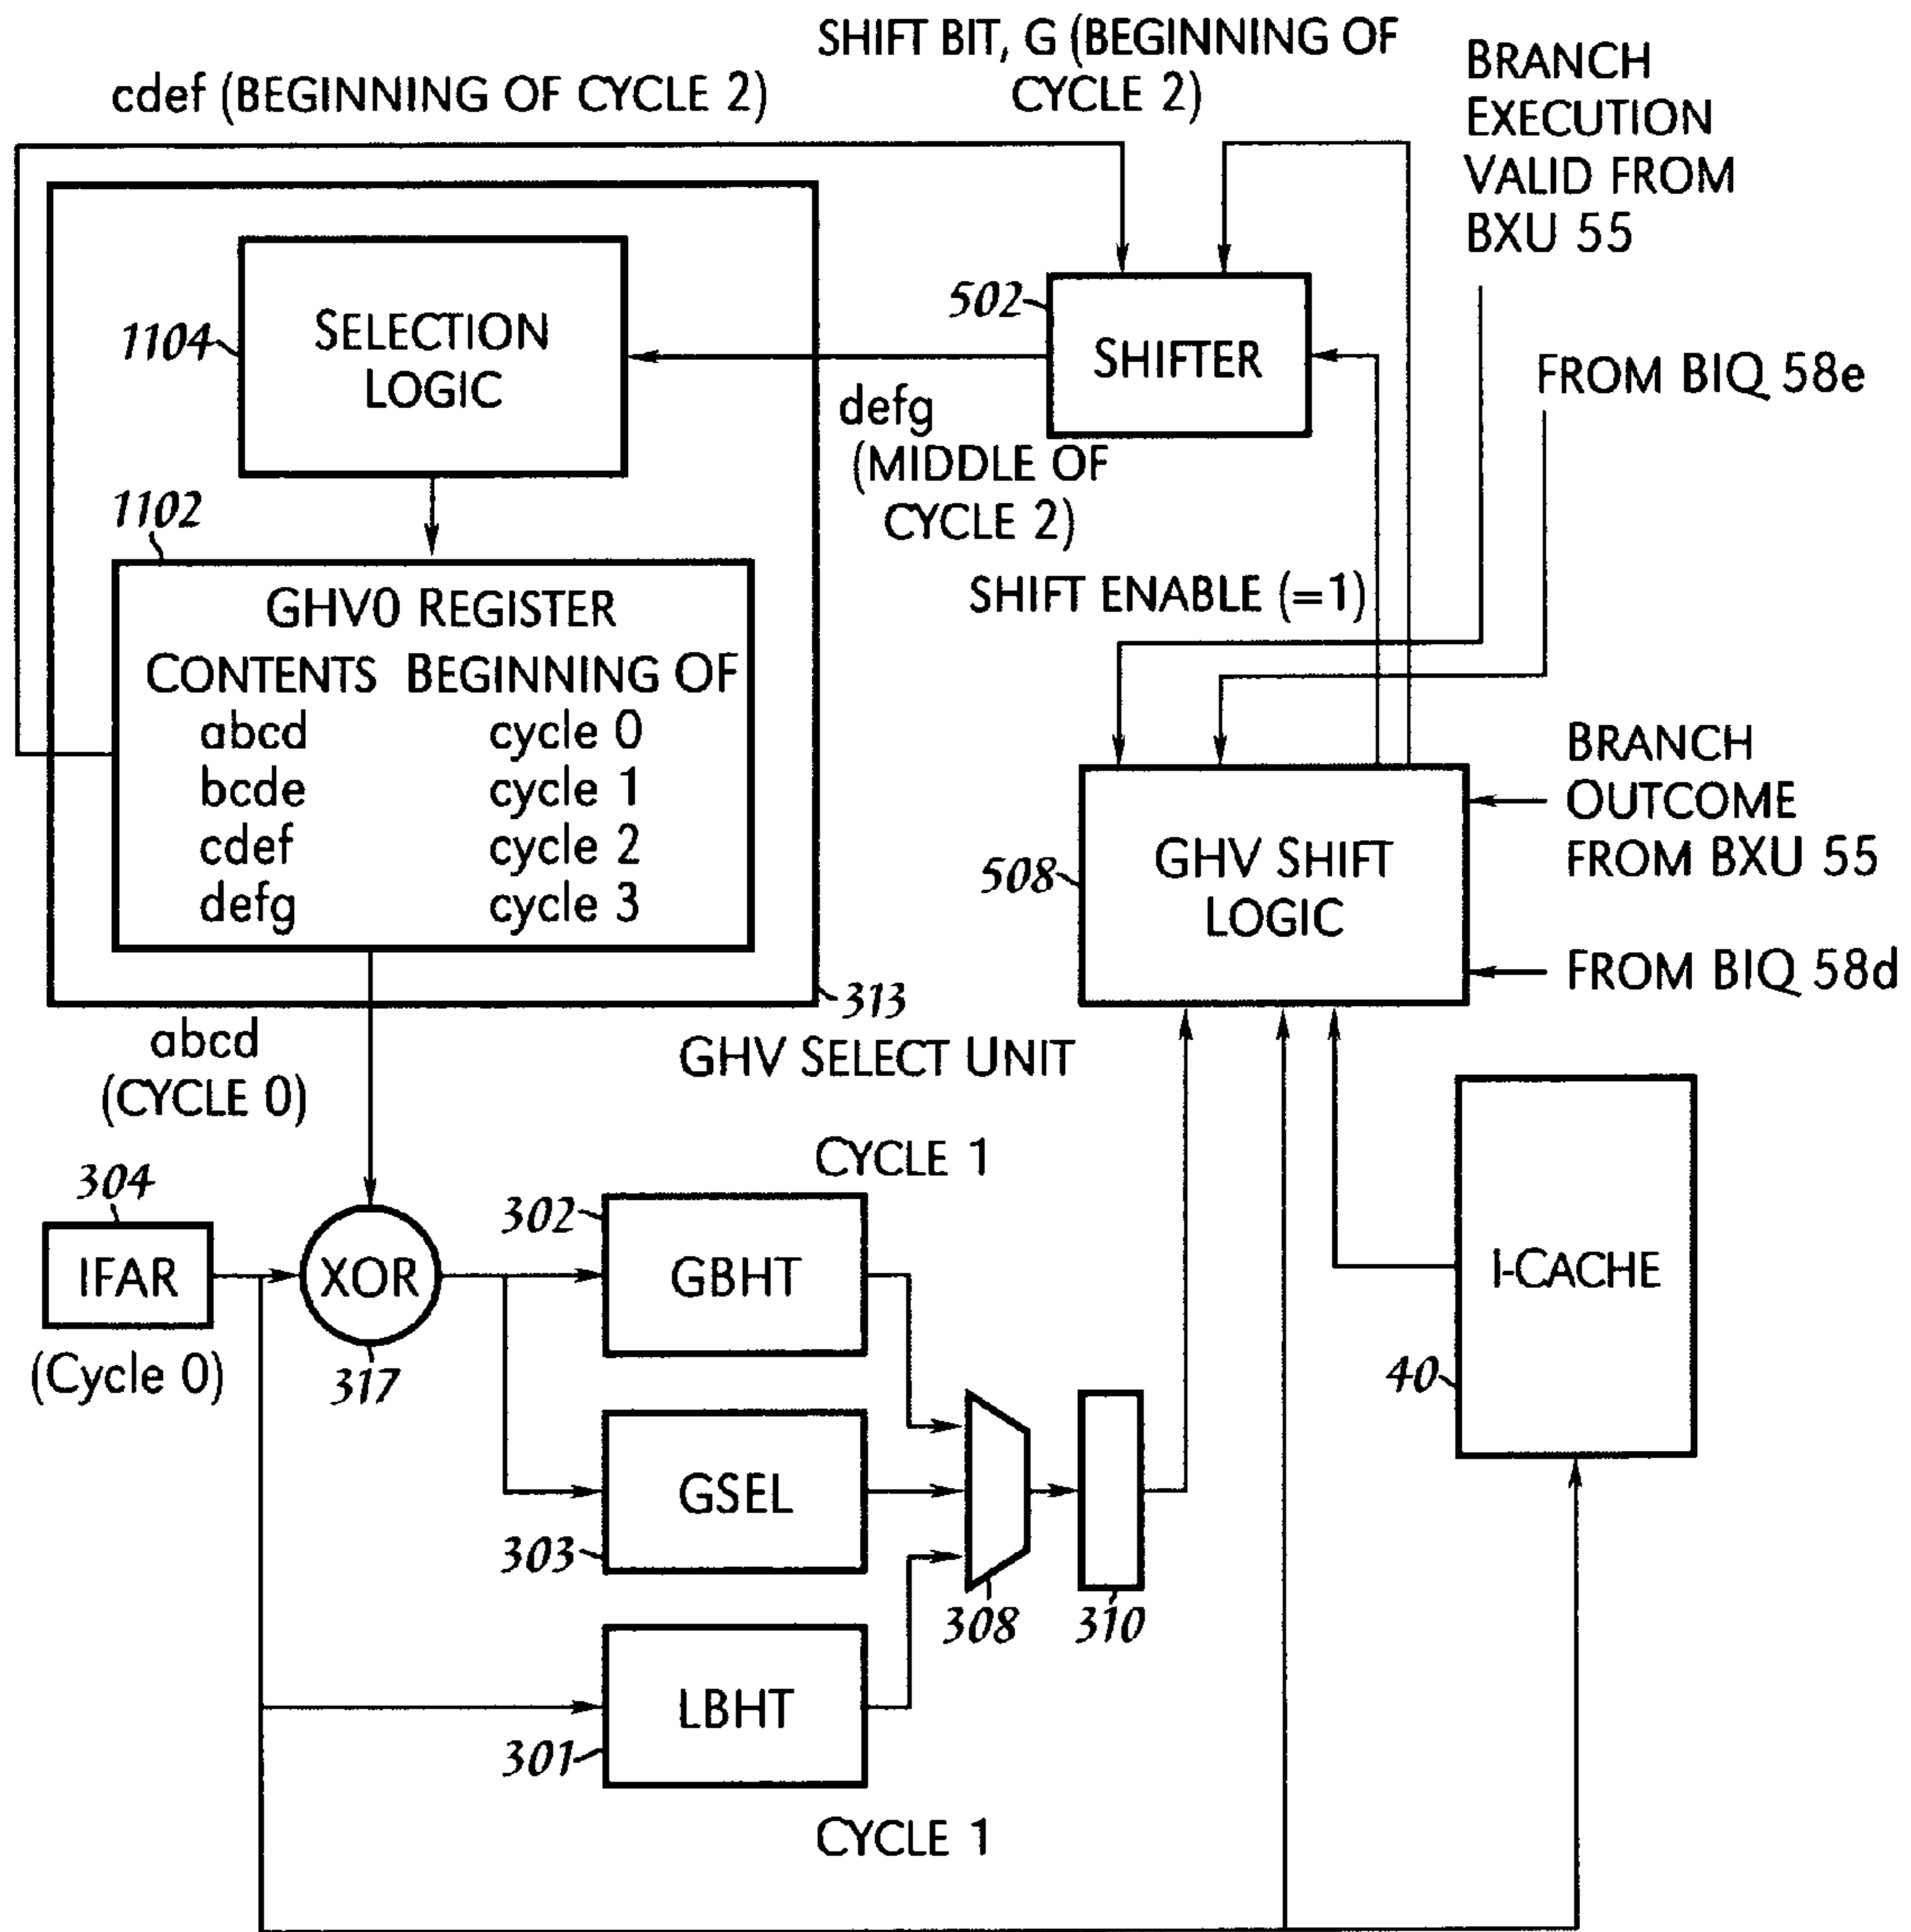 SHIFT BIT, G (BEGINNING OF
CYCLE 2)
cdef (BEGINNING OF CYCLE 2)
BRANCH
EXECUTION
VALID FROM
BXU 55
1104
SELECTION
LOGIC
502
SHIFTER
FROM BIQ 58e
defg
(MIDDLE OF
CYCLE 2)
1102
GHV0 REGISTER
CONTENTS BEGINNING OF
abcd cycle 0
bcde cycle 1
cdef cycle 2
defg cycle 3
SHIFT ENABLE (=1)
BRANCH
OUTCOME
FROM BXU 55
508
GHV SHIFT
LOGIC
FROM BIQ 58d
313
GHV SELECT UNIT
abcd
(CYCLE 0)
CYCLE 1
304
IFAR
(Cycle 0)
XOR
317
302
GBHT
I-CACHE
40
GSEL
303
308
310
LBHT
301
CYCLE 1